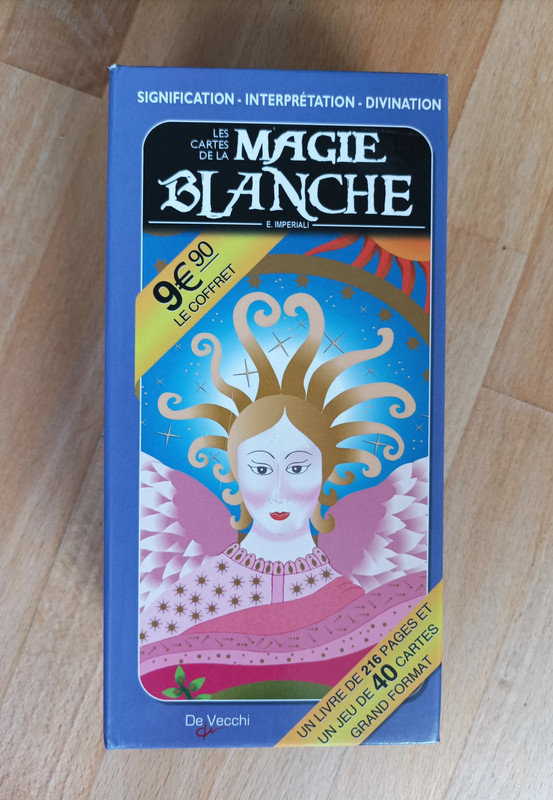 SIGNIFICATION - INTERPRÉTATION - DIVINATION
LES
CARTES
DE LA
MAGIE
BLANCHE
E. IMPERIALI
9€90
LE COFFRET
UN LIVRE DE 216 PAGES ET
UN JEU DE 40 CARTES
GRAND FORMAT
De Vecchi